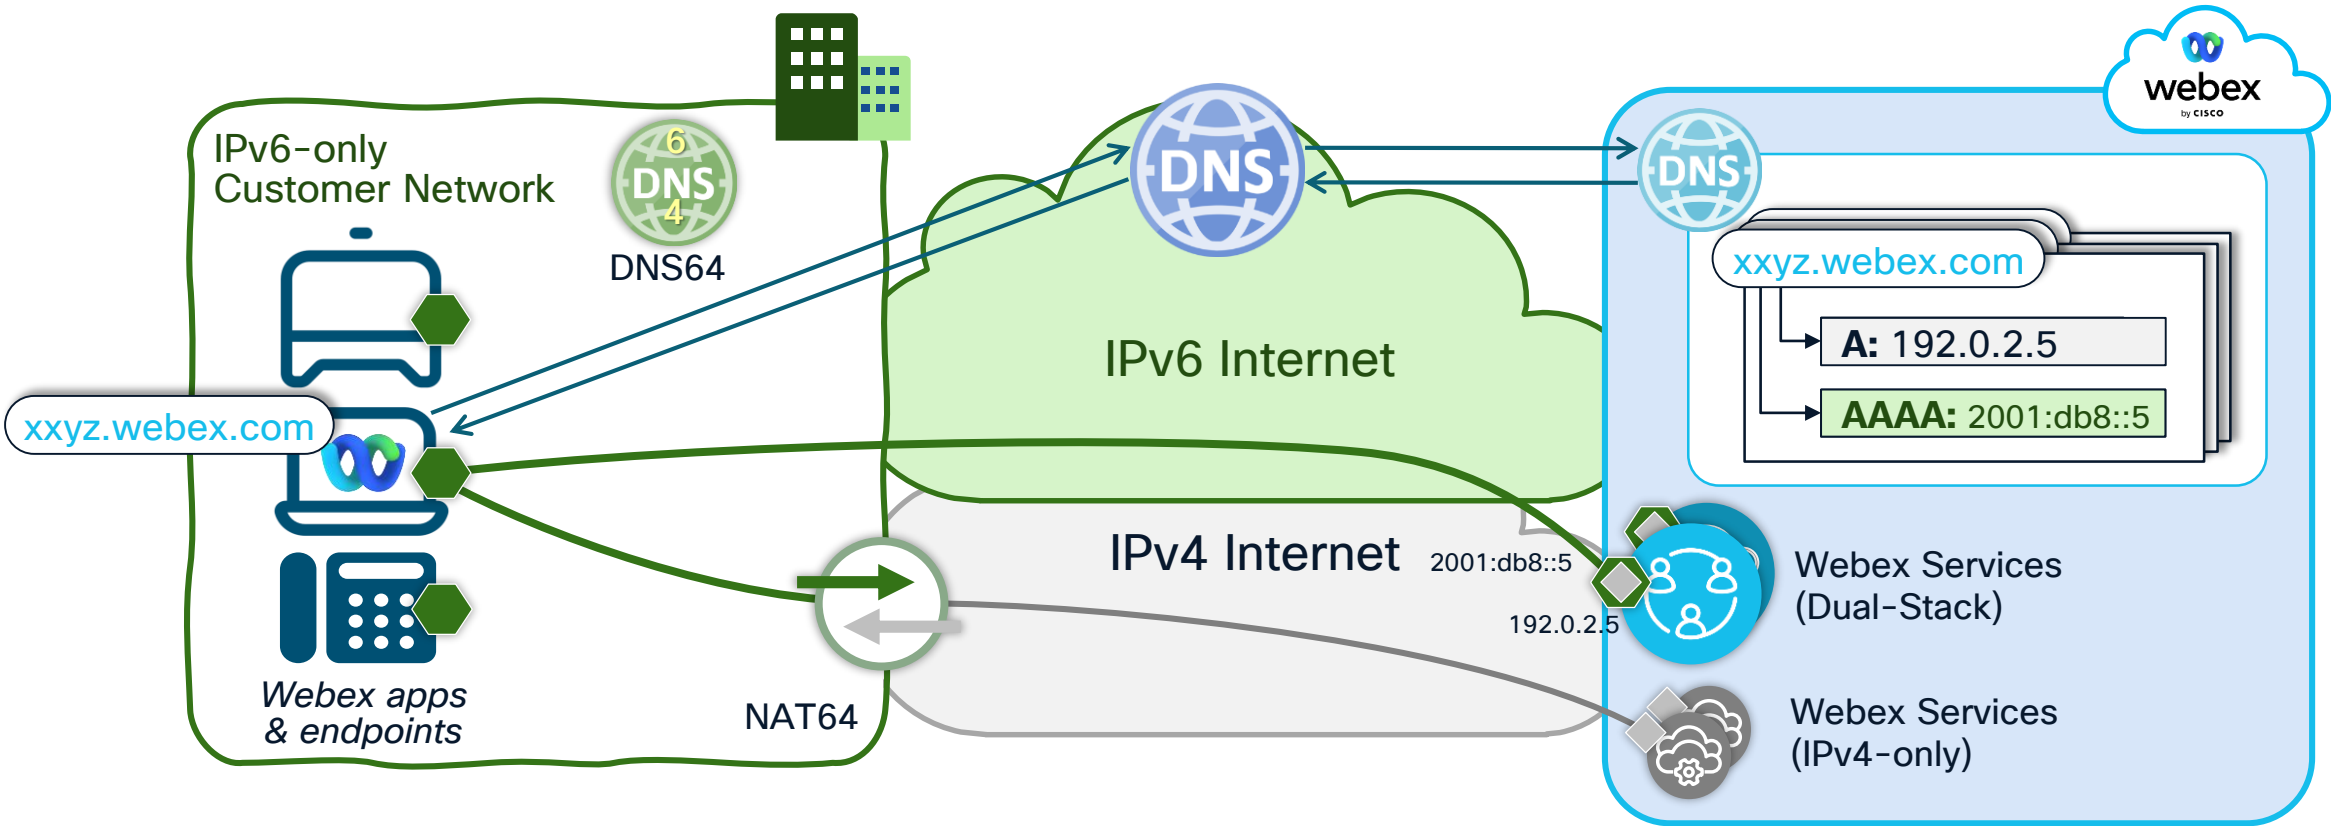 webex
by CISCO
IPv6-only
Customer Network
6
DNS
4
DNS64
DNS
DNS
xxyz.webex.com
A: 192.0.2.5
AAAA: 2001:db8::5
IPv6 Internet
xxyz.webex.com
IPv4 Internet
2001:db8::5
192.0.2.5
Webex Services
(Dual-Stack)
Webex apps
& endpoints
NAT64
Webex Services
(IPv4-only)